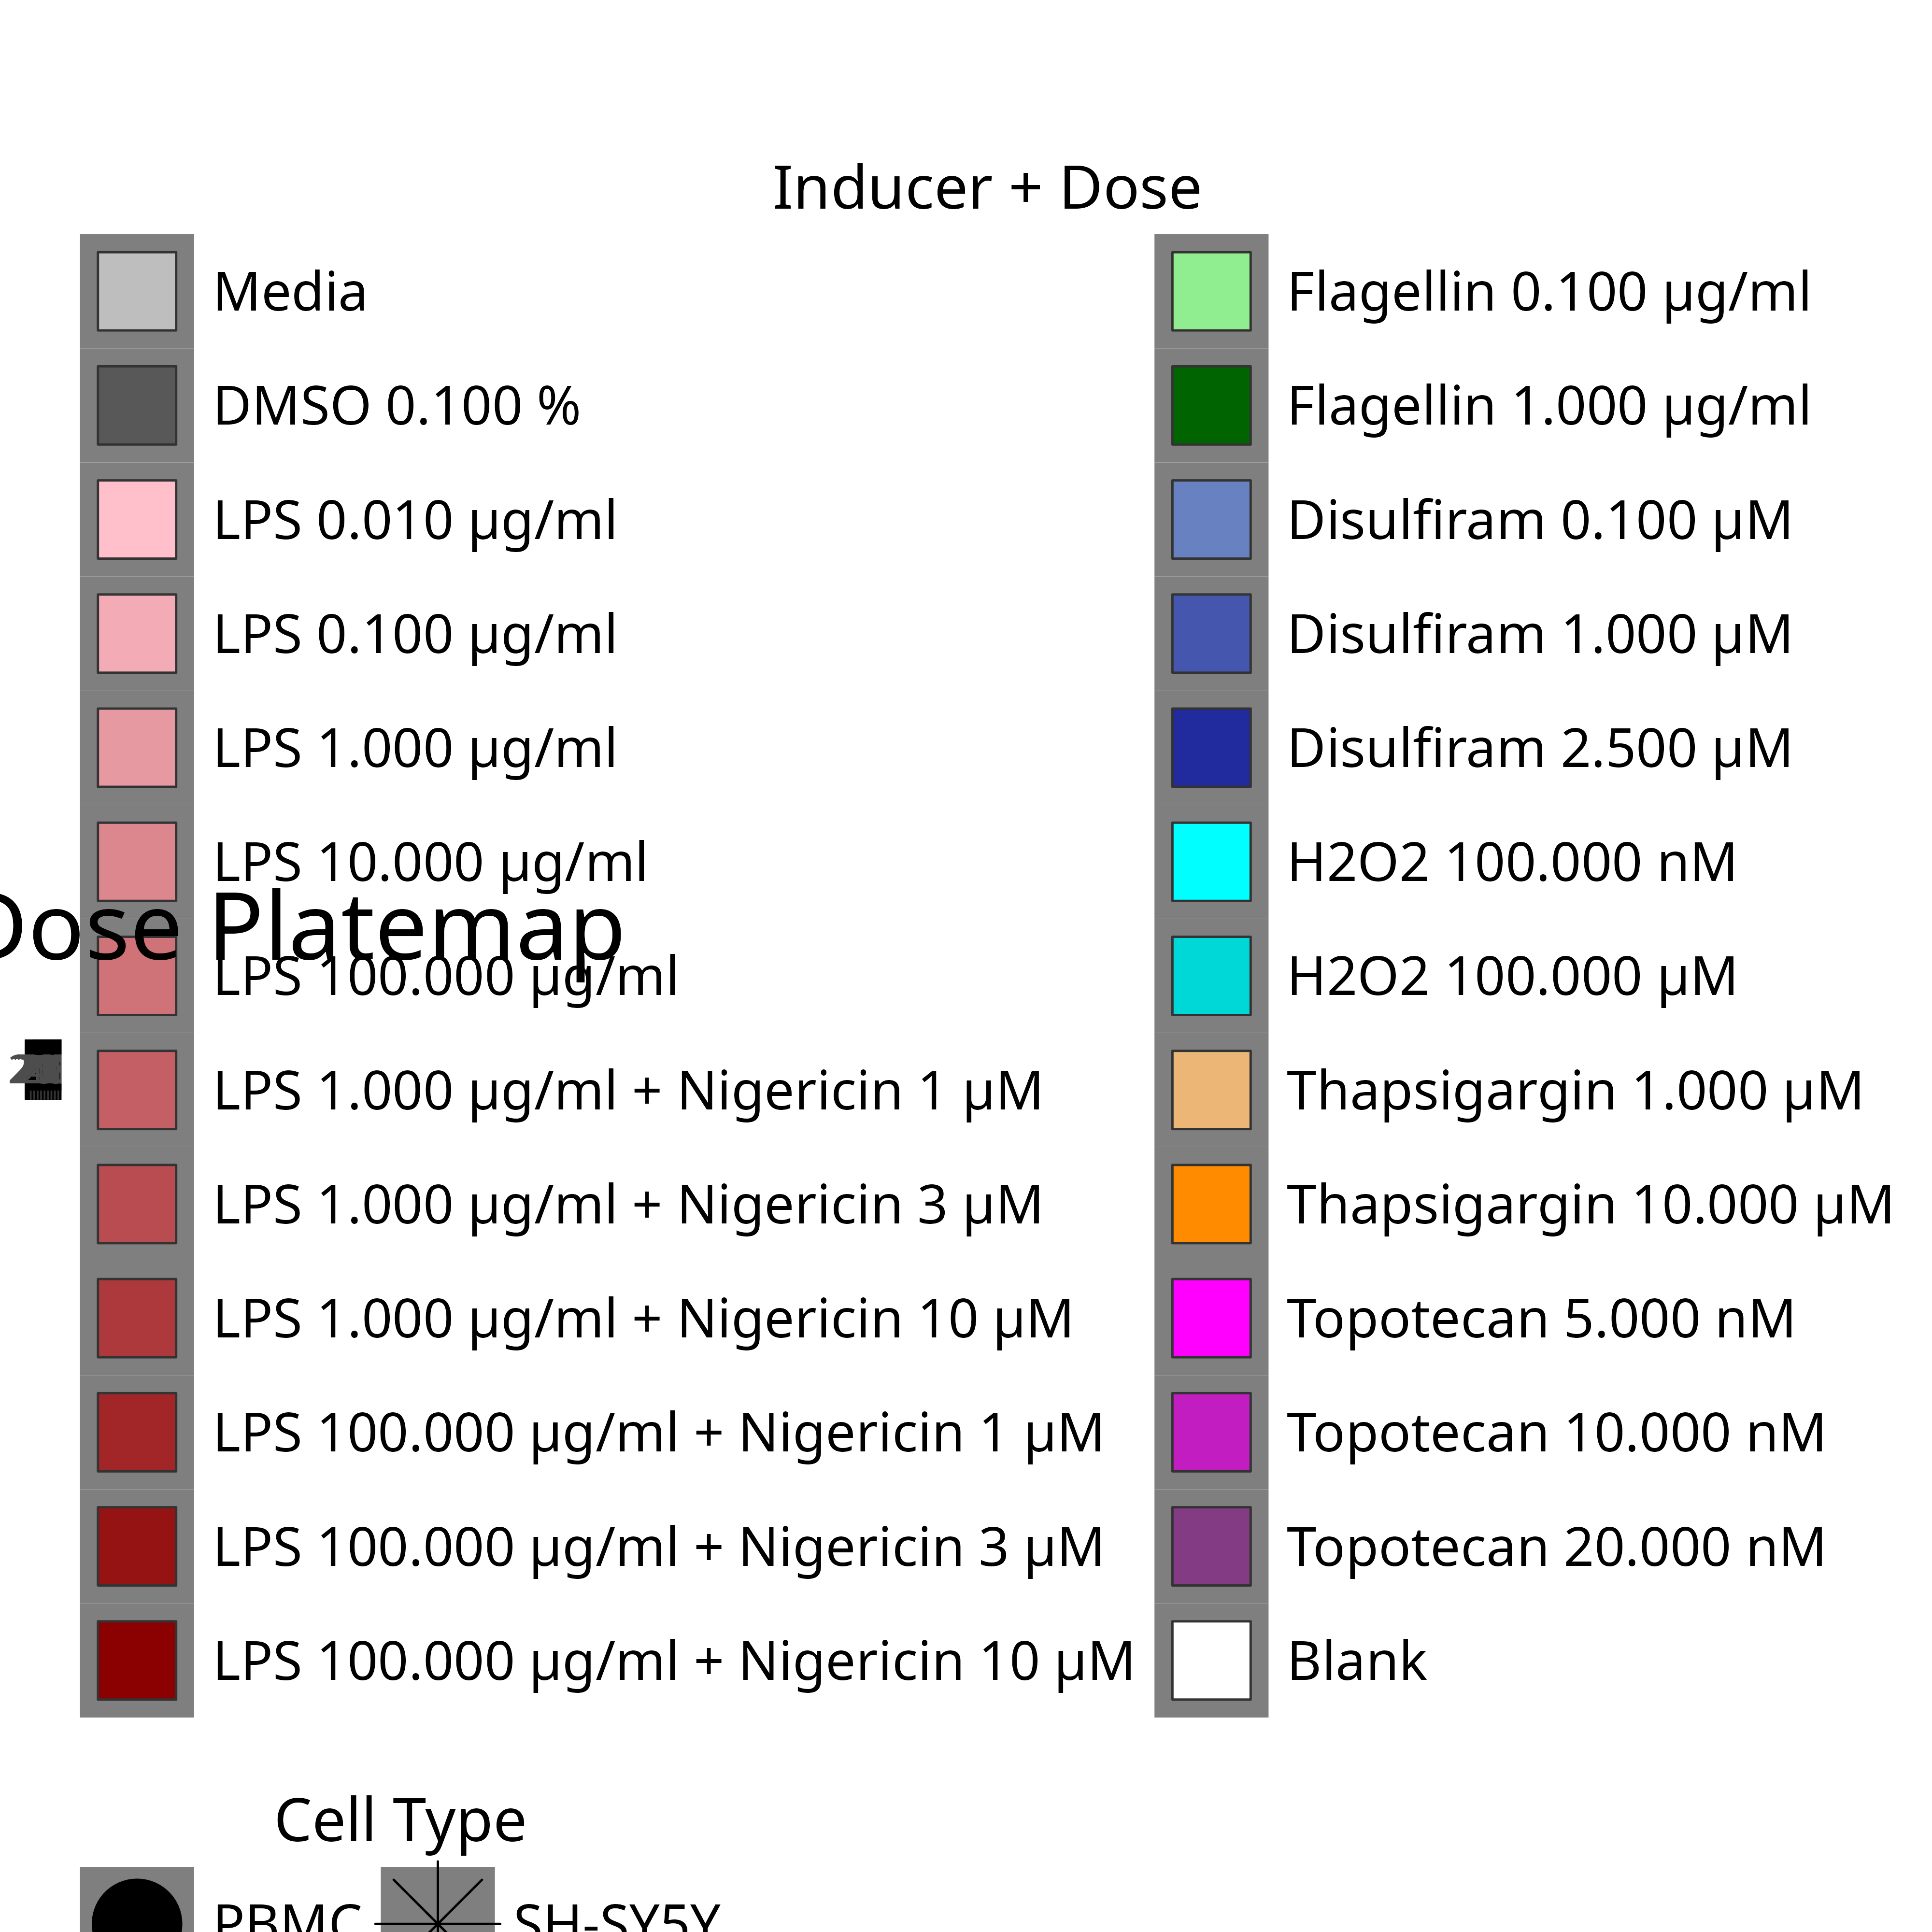 Inducer + Dose
Media
DMSO 0.100 %
LPS 0.010 µg/ml
LPS 0.100 µg/ml
LPS 1.000 µg/ml
LPS 10.000 µg/ml
Dose Platemap
LPS 100.000 µg/ml
LPS 1.000 µg/ml + Nigericin 1 µM
LPS 1.000 µg/ml + Nigericin 3 µM
LPS 1.000 µg/ml + Nigericin 10 µM
LPS 100.000 µg/ml + Nigericin 1 µM
LPS 100.000 µg/ml + Nigericin 3 µM
LPS 100.000 µg/ml + Nigericin 10 µM
Flagellin 0.100 µg/ml
Flagellin 1.000 µg/ml
Disulfiram 0.100 µM
Disulfiram 1.000 µM
Disulfiram 2.500 µM
H2O2 100.000 nM
H2O2 100.000 µM
Thapsigargin 1.000 µM
Thapsigargin 10.000 µM
Topotecan 5.000 nM
Topotecan 10.000 nM
Topotecan 20.000 nM
Blank
Cell Type
PBMC
SH-SY5Y